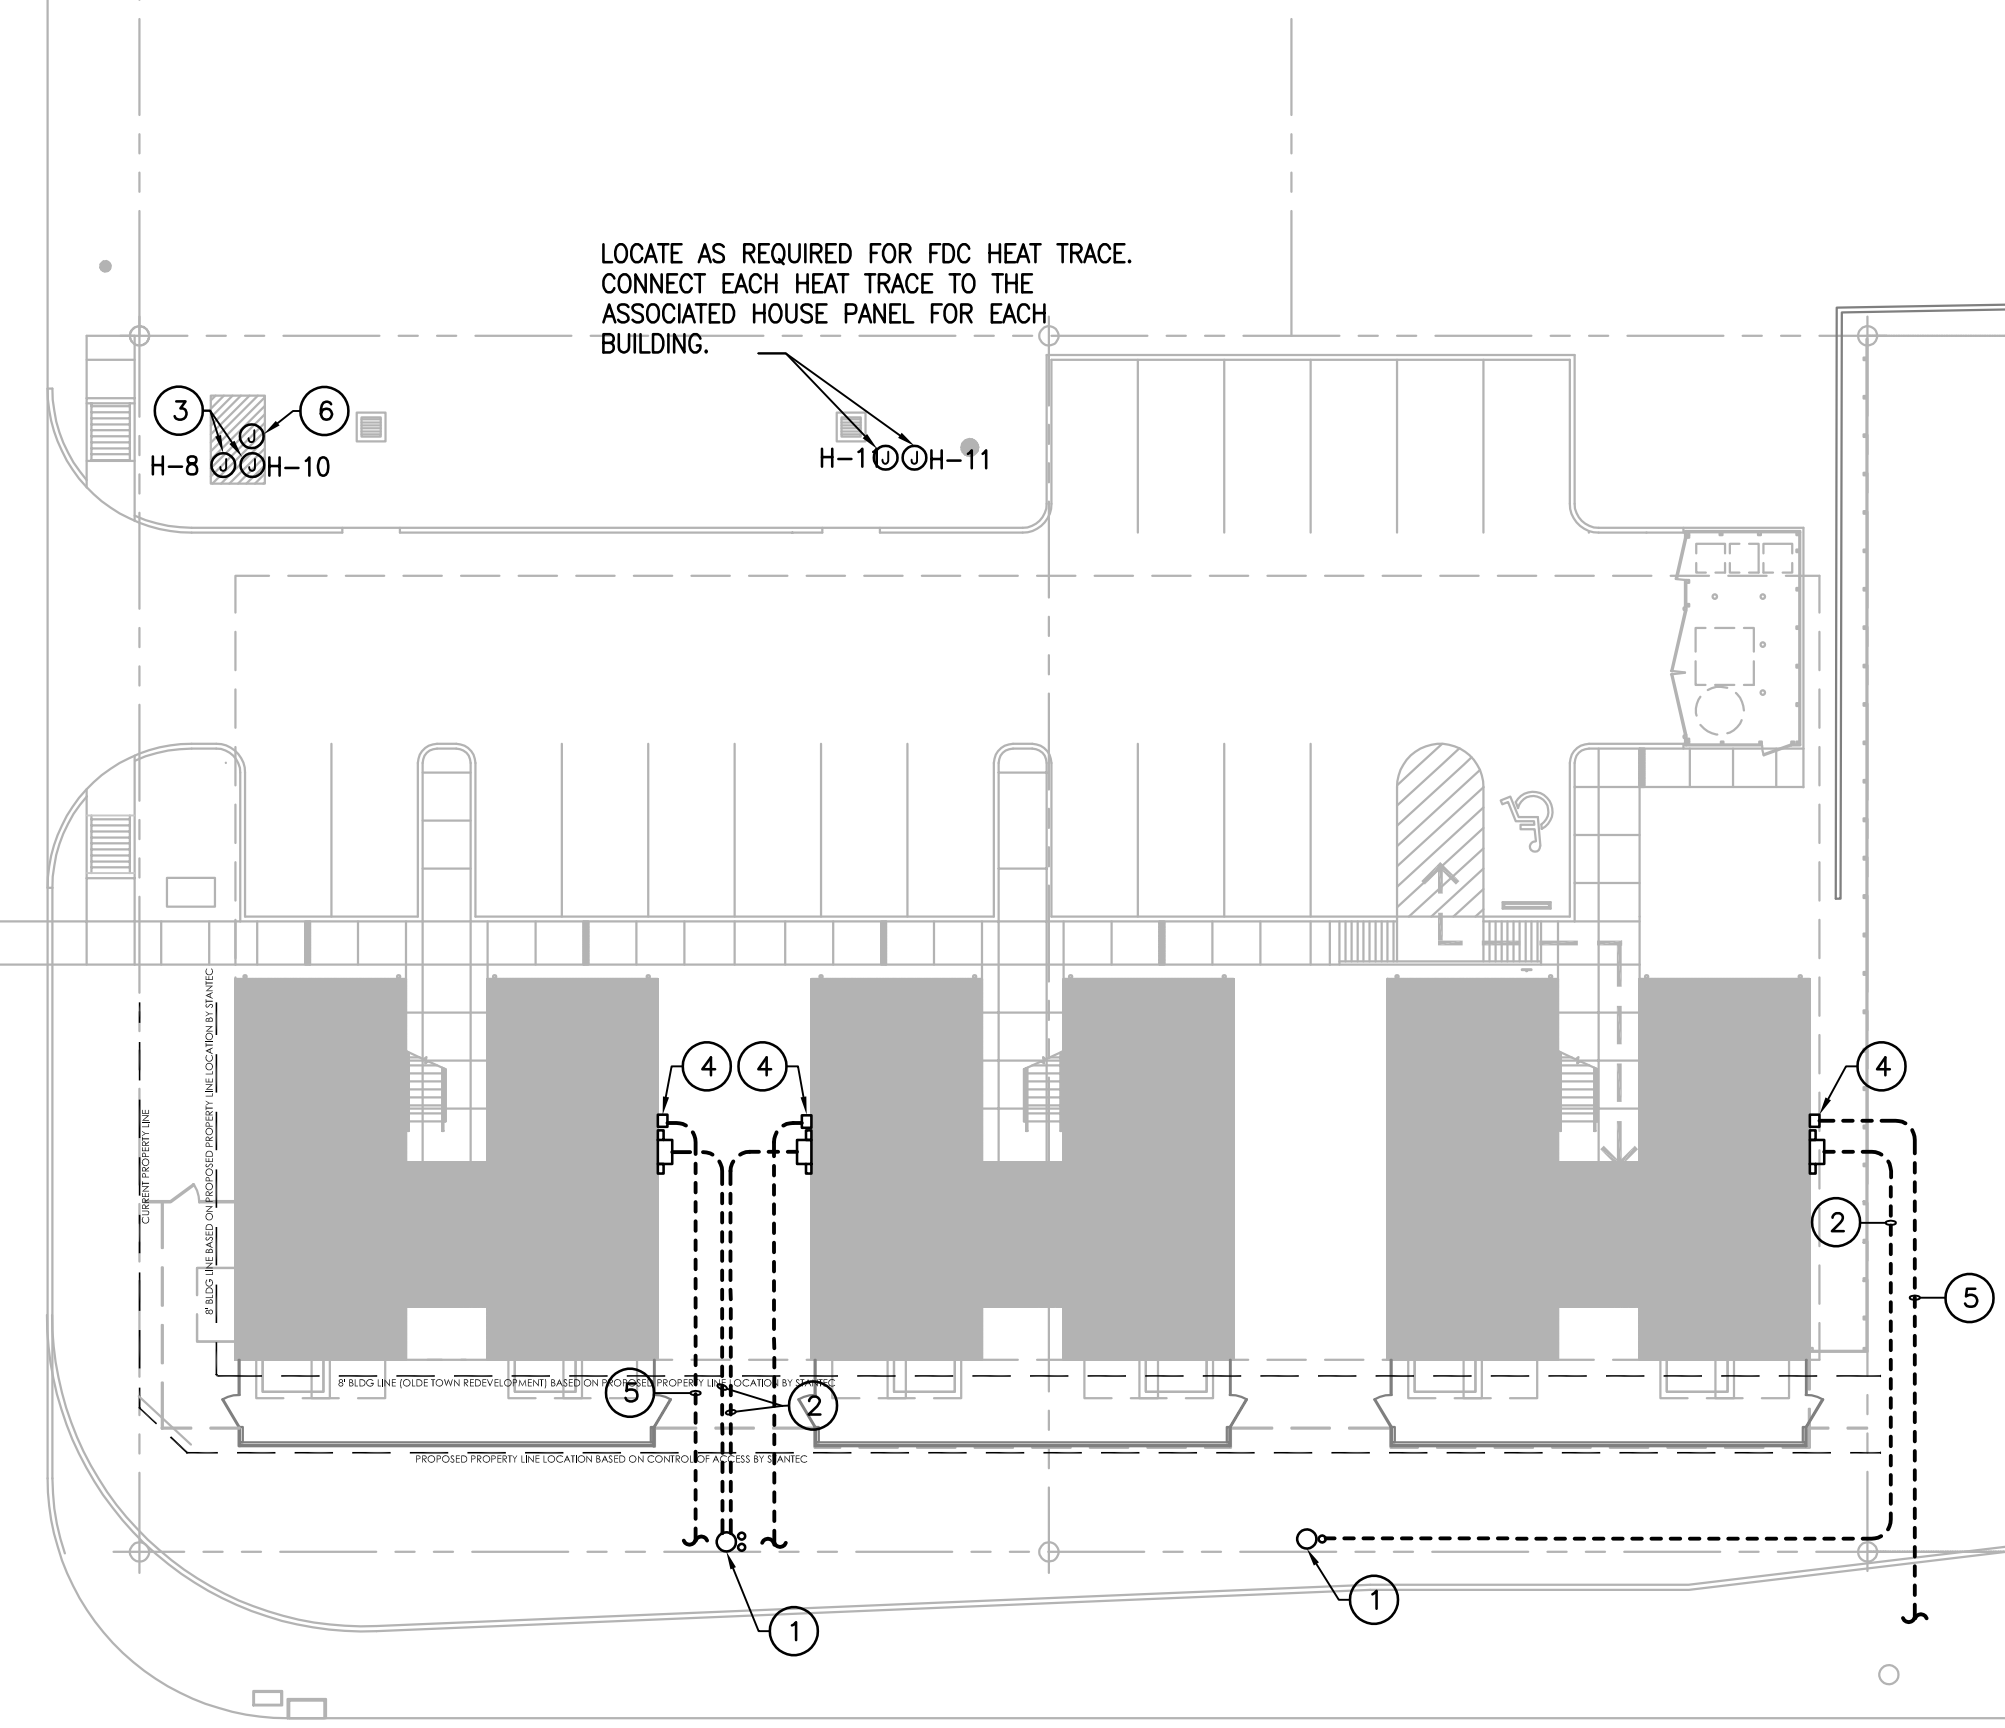 LOCATE AS REQUIRED FOR FDC HEAT TRACE.
CONNECT EACH HEAT TRACE TO THE
ASSOCIATED HOUSE PANEL FOR EACH
BUILDING.
3
6
J
H-8 J J H-10
J J H-11
4
4
4
2
5
5
2
1
1
CURRENT PROPERTY LINE
8' BLDG LINE BASED ON PROPOSED PROPERTY LINE LOCATION BY STANTEC
8' BLDG LINE (OLDE TOWN REDEVELOPMENT) BASED ON PROPOSED PROPERTY LINE LOCATION BY STANTEC
PROPOSED PROPERTY LINE LOCATION BASED ON CONTROL OF ACCESS BY STANTEC